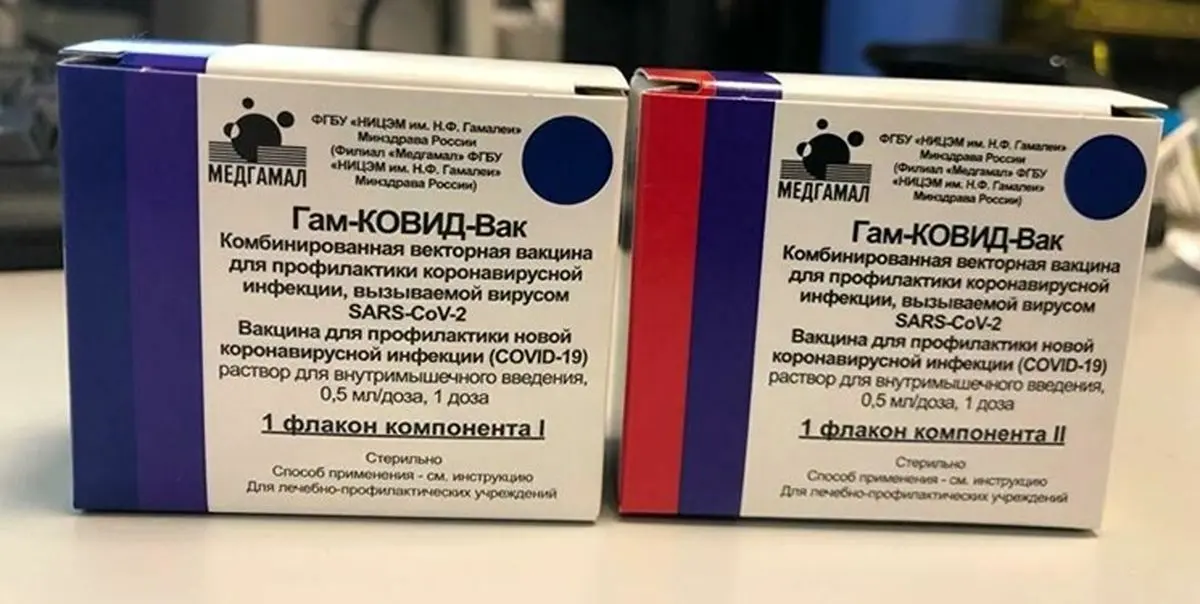 МЕДГАМАЛ
ФГБУ «НИЦЭМ им. Н.Ф. Гамалеи»
Минздрава России
(Филиал «Медгамал» ФГБУ
«НИЦЭМ им. Н.Ф. Гамалеи»
Минздрава России)
Гам-КОВИД-Вак
Комбинированная векторная вакцина
для профилактики коронавирусной
инфекции, вызываемой вирусом
SARS-CoV-2
Вакцина для профилактики новой
коронавирусной инфекции (COVID-19)
раствор для внутримышечного введения,
0,5 мл/доза, 1 доза
1 флакон компонента I
Стерильно
Способ применения - см. инструкцию
Для лечебно-профилактических учреждений
МЕДГАМАЛ
ФГБУ «НИЦЭМ им. Н.Ф. Гамалеи»
Минздрава России
(Филиал «Медгамал» ФГБУ
«НИЦЭМ им. Н.Ф. Гамалеи»
Минздрава России)
Гам-КОВИД-Вак
Комбинированная векторная вакцина
для профилактики коронавирусной
инфекции, вызываемой вирусом
SARS-CoV-2
Вакцина для профилактики новой
коронавирусной инфекции (COVID-19)
раствор для внутримышечного введения,
0,5 мл/доза, 1 доза
1 флакон компонента II
Стерильно
Способ применения - см. инструкцию
Для лечебно-профилактических учреждений